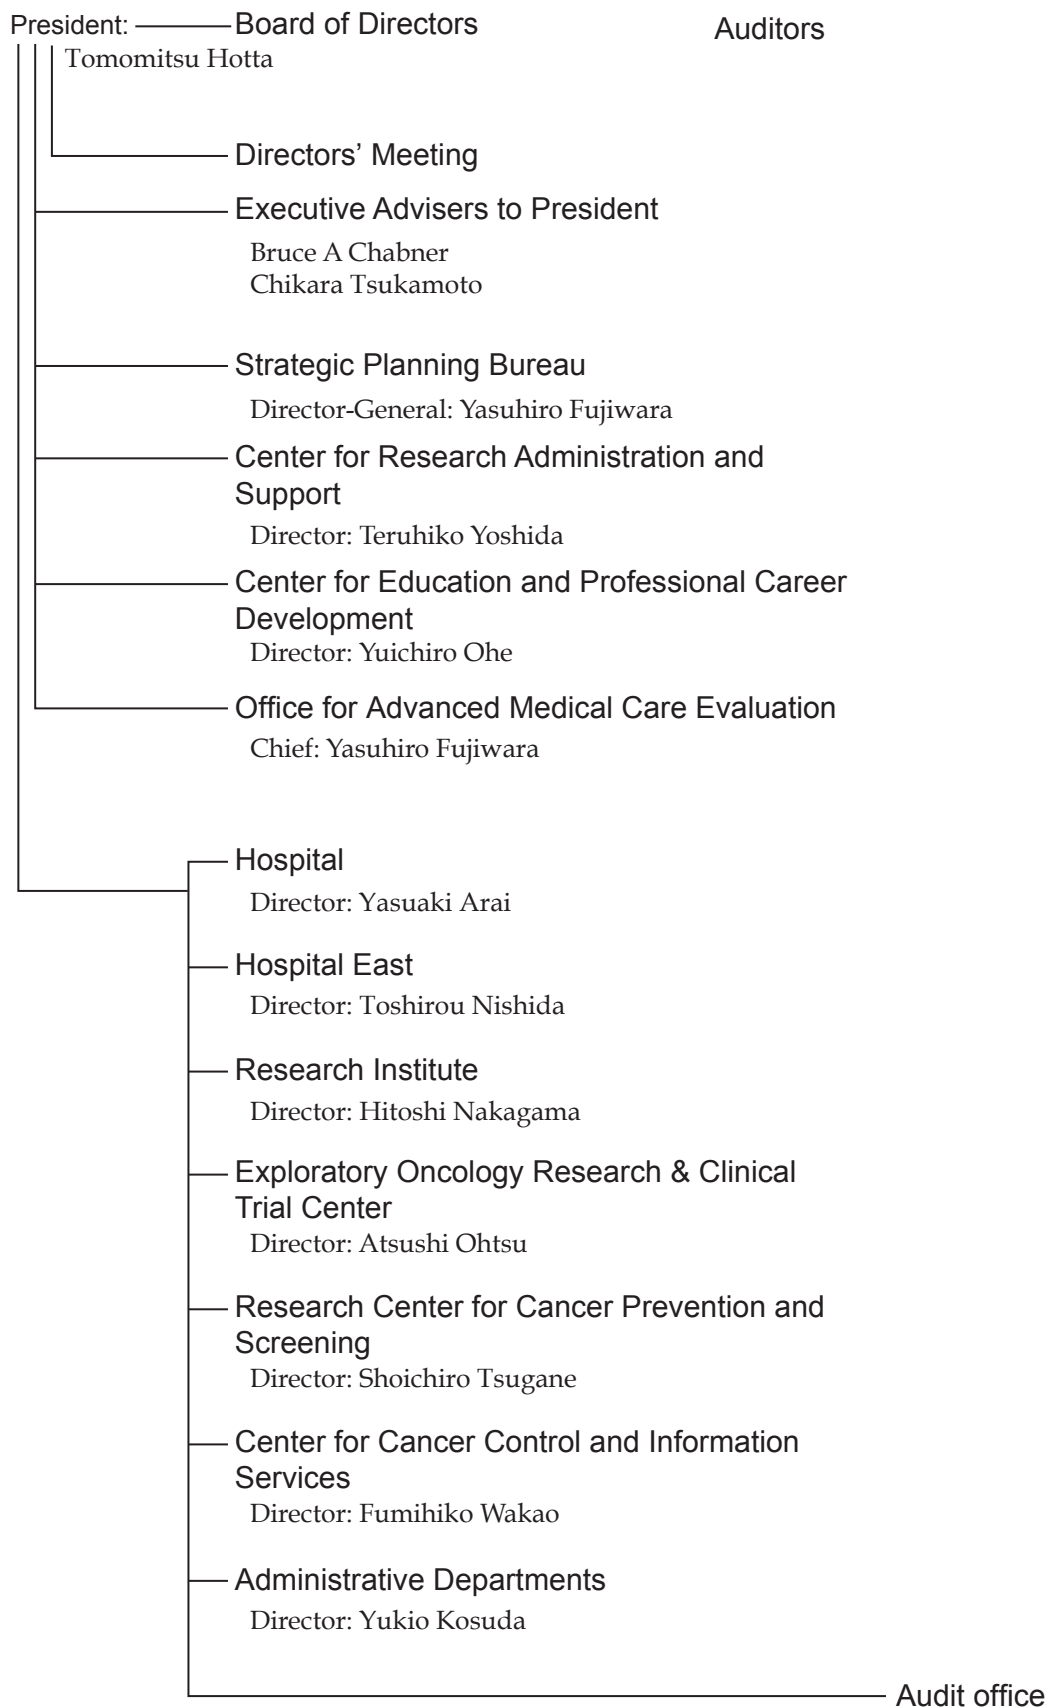 President: Board of Directors Auditors
Tomomitsu Hotta
Directors’ Meeting
Executive Advisers to President
Bruce A Chabner
Chikara Tsukamoto
Strategic Planning Bureau
Director-General: Yasuhiro Fujiwara
Center for Research Administration and
Support
Director: Teruhiko Yoshida
Center for Education and Professional Career
Development
Director: Yuichiro Ohe
Office for Advanced Medical Care Evaluation
Chief: Yasuhiro Fujiwara
Hospital
Director: Yasuaki Arai
Hospital East
Director: Toshirou Nishida
Research Institute
Director: Hitoshi Nakagama
Exploratory Oncology Research & Clinical
Trial Center
Director: Atsushi Ohtsu
Research Center for Cancer Prevention and
Screening
Director: Shoichiro Tsugane
Center for Cancer Control and Information
Services
Director: Fumihiko Wakao
Administrative Departments
Director: Yukio Kosuda
Audit office